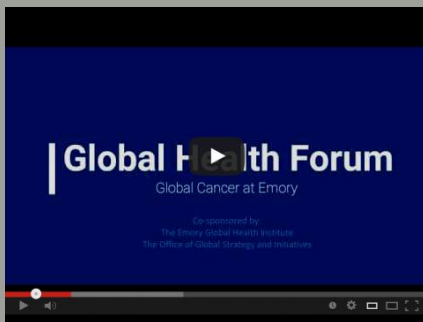 Global Health Forum
Global Cancer at Emory
Co-sponsored by
The Emory Global Health Institute
The Office of Global Strategy and Initiatives